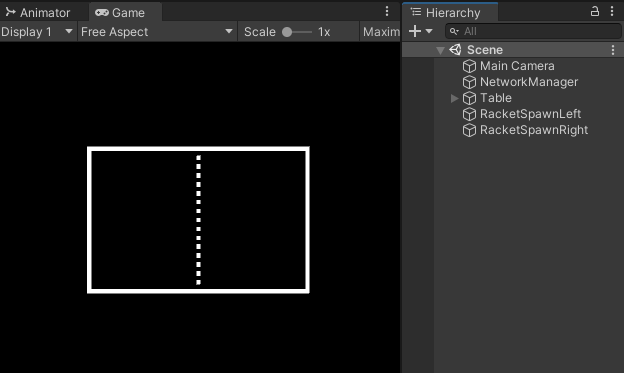 Animator
Game
Display 1
Free Aspect
Scale
1x
Maxim
Hierarchy
All
Scene
Main Camera
NetworkManager
Table
RacketSpawnLeft
RacketSpawnRight